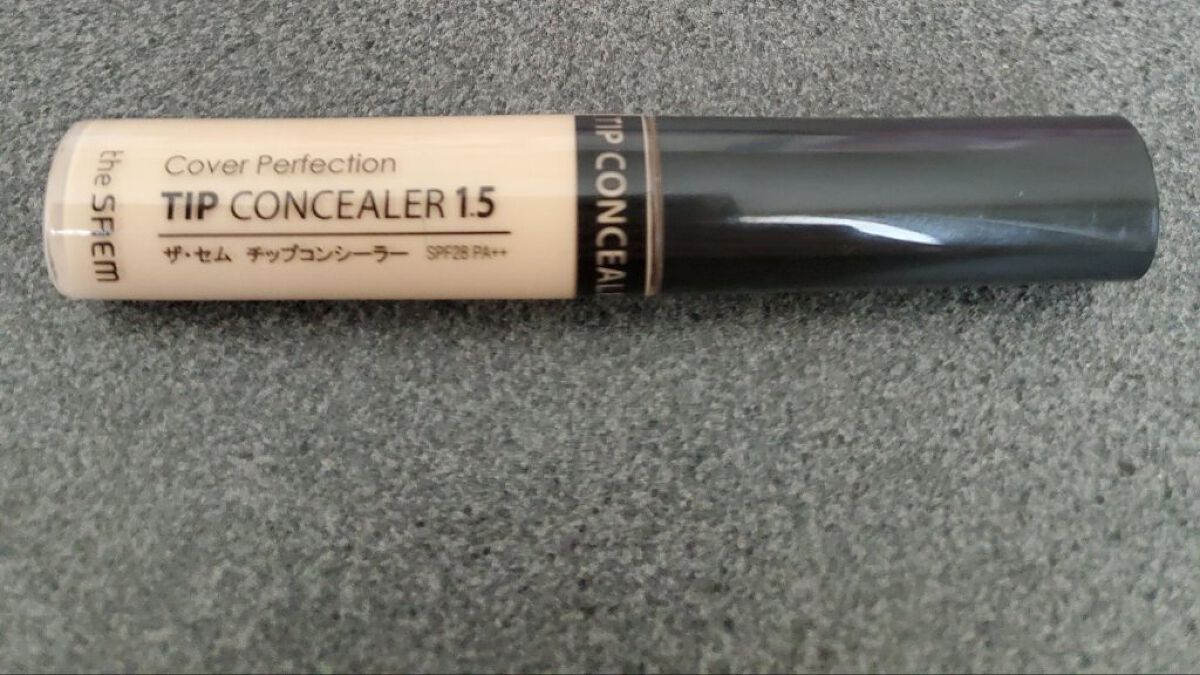 the SAEM
Cover Perfection
TIP CONCEALER 1.5
ザ・セム チップコンシーラー SPF28 PA++
TIP CONCEAL